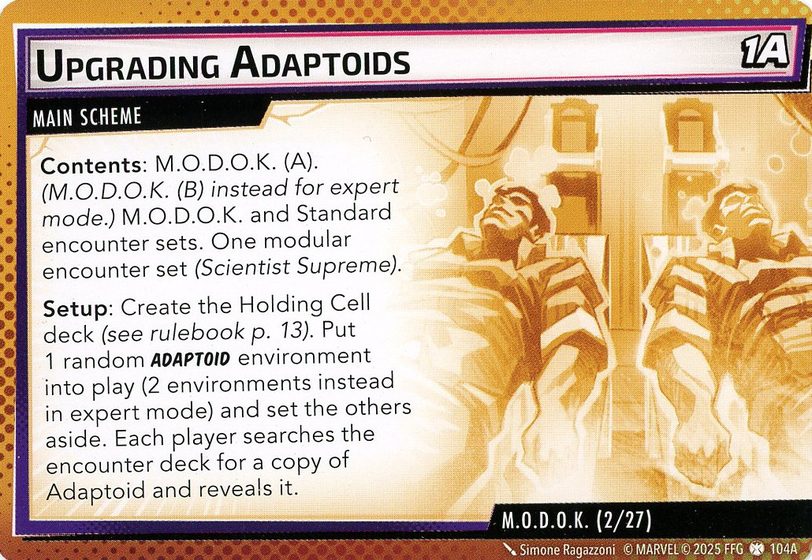 UPGRADING ADAPTOIDS
1A
MAIN SCHEME
Contents: M.O.D.O.K. (A).
(M.O.D.O.K. (B) instead for expert
mode.) M.O.D.O.K. and Standard
encounter sets. One modular
encounter set (Scientist Supreme).
Setup: Create the Holding Cell
deck (see rulebook p. 13). Put
1 random ADAPTOID environment
into play (2 environments instead
in expert mode) and set the others
aside. Each player searches the
encounter deck for a copy of
Adaptoid and reveals it.
M.O.D.O.K. (2/27)
Simone Ragazzoni © MARVEL © 2025 FFG 104A